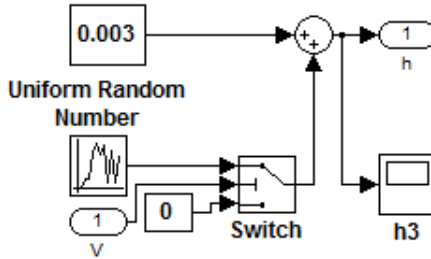 0.003
1
h
Uniform Random
Number
1
V
0
Switch
h3